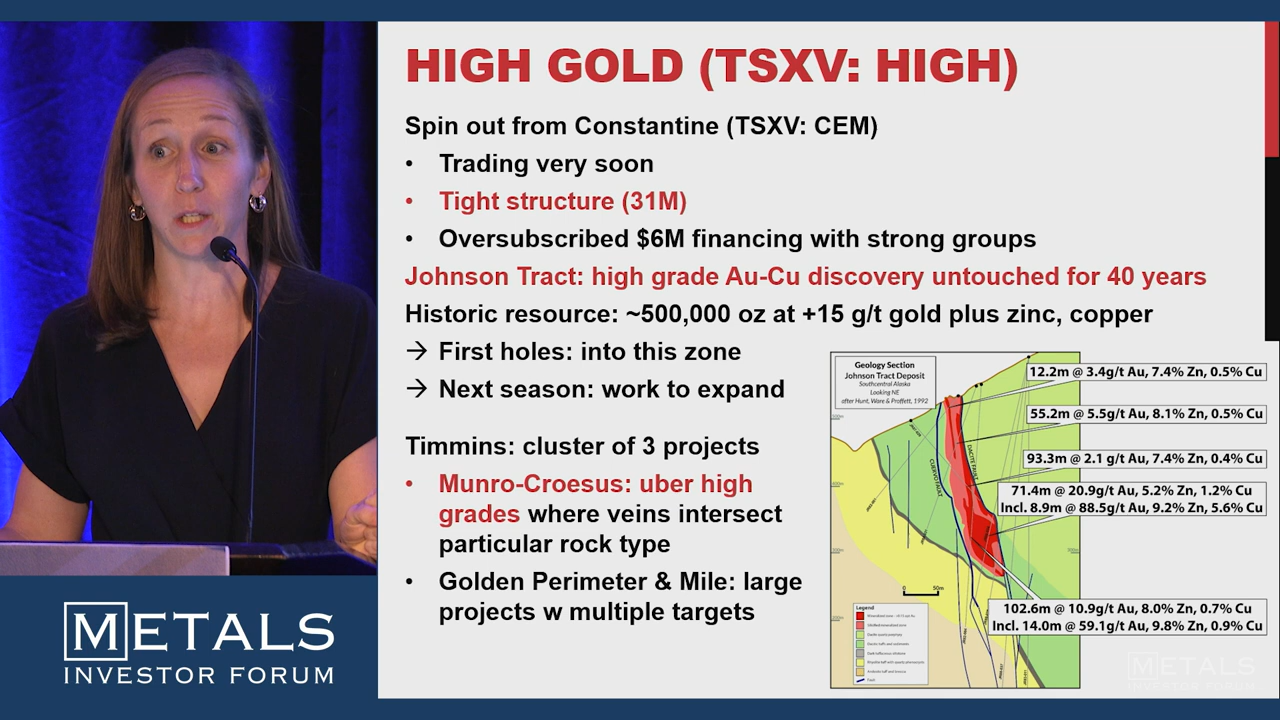 HIGH GOLD (TSXV: HIGH)
Spin out from Constantine (TSXV: CEM)
• Trading very soon
• Tight structure (31M)
• Oversubscribed $6M financing with strong groups
Johnson Tract: high grade Au-Cu discovery untouched for 40 years
Historic resource: ~500,000 oz at +15 g/t gold plus zinc, copper
→ First holes: into this zone
→ Next season: work to expand
Timmins: cluster of 3 projects
• Munro-Croesus: uber high
grades where veins intersect
particular rock type
• Golden Perimeter & Mile: large
projects w multiple targets
Geology Section
Johnson Tract Deposit
Southcentral Alaska
Looking NE
after Hunt, Ware & Proffett, 1992
12.2m @ 3.4g/t Au, 7.4% Zn, 0.5% Cu
55.2m @ 5.5g/t Au, 8.1% Zn, 0.5% Cu
93.3m @ 2.1 g/t Au, 7.4% Zn, 0.4% Cu
71.4m @ 20.9g/t Au, 5.2% Zn, 1.2% Cu
Incl. 8.9m @ 88.5g/t Au, 9.2% Zn, 5.6% Cu
102.6m @ 10.9g/t Au, 8.0% Zn, 0.7% Cu
Incl. 14.0m @ 59.1g/t Au, 9.8% Zn, 0.9% Cu
DACITE FAULT
0 50m
Legend
Fault
METALS
INVESTOR FORUM
METALS
INVESTOR FORUM